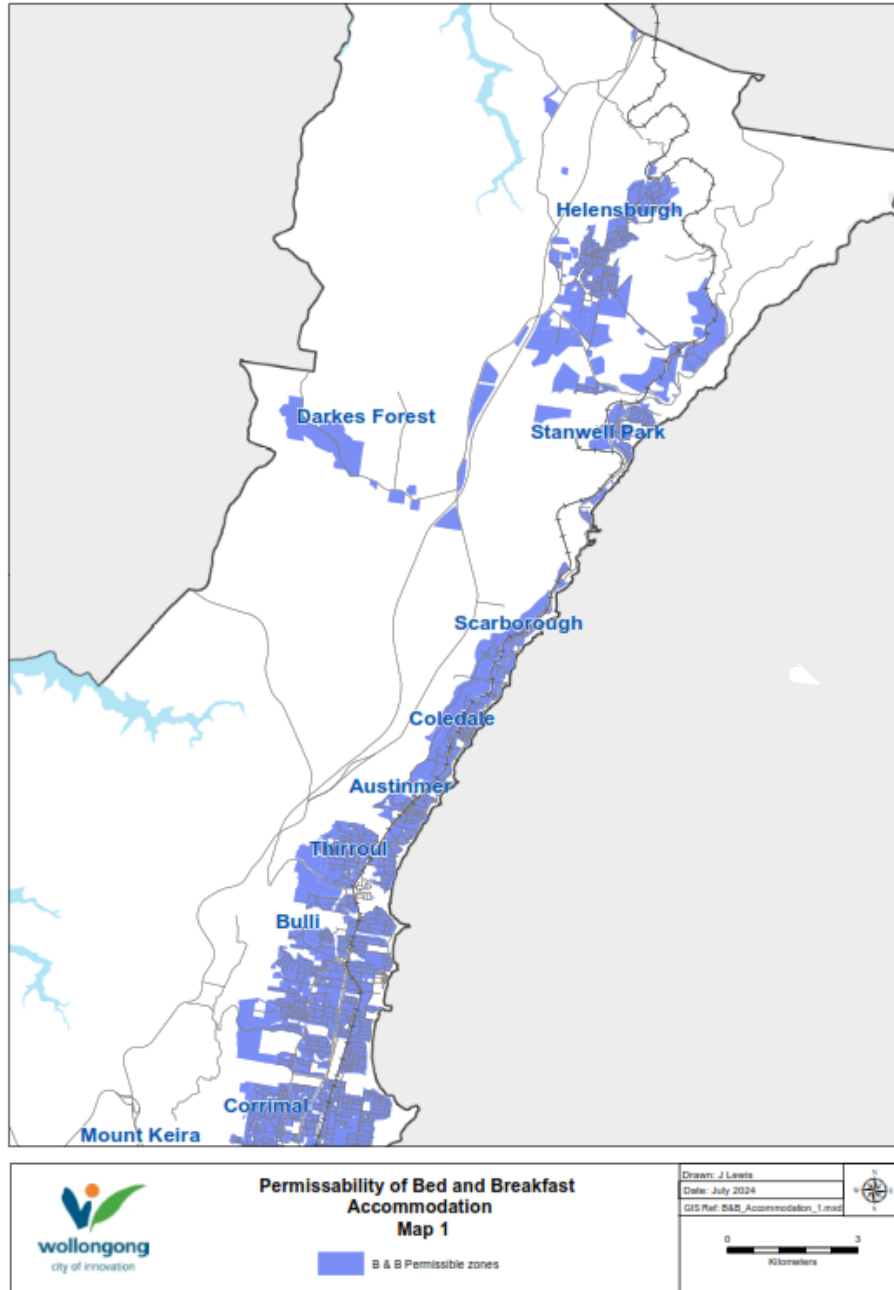 Helensburgh
Darkes Forest
Stanwell Park
Scarborough
Coledale
Austinmer
Thirroul
Bulli
Corrimal
Mount Keira
wollongong
city of innovation
Permissability of Bed and Breakfast
Accommodation
Map 1
B & B Permissible zones
Drawn: J Lewis
Date: July 2024
GIS Ref: B&B_Accommodation_1.mxd
N
W
E
S
0
3
Kilometers